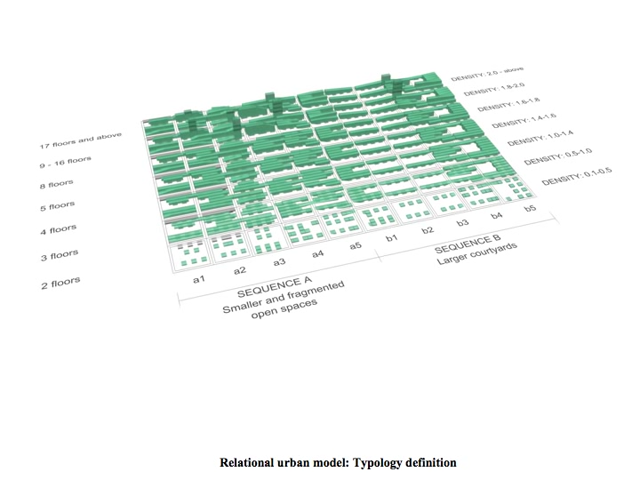 17 floors and above
9 - 16 floors
8 floors
5 floors
4 floors
3 floors
2 floors
DENSITY: 2.0 - above
DENSITY: 1.8-2.0
DENSITY: 1.6-1.8
DENSITY: 1.4-1.6
DENSITY: 1.0-1.4
DENSITY: 0,5-1.0
DENSITY: 0.1-0.5
a1 a2 a3 a4 a5 b1 b2 b3 b4 b5
SEQUENCE A
Smaller and fragmented
open spaces
SEQUENCE B
Larger courtyards
Relational urban model: Typology definition